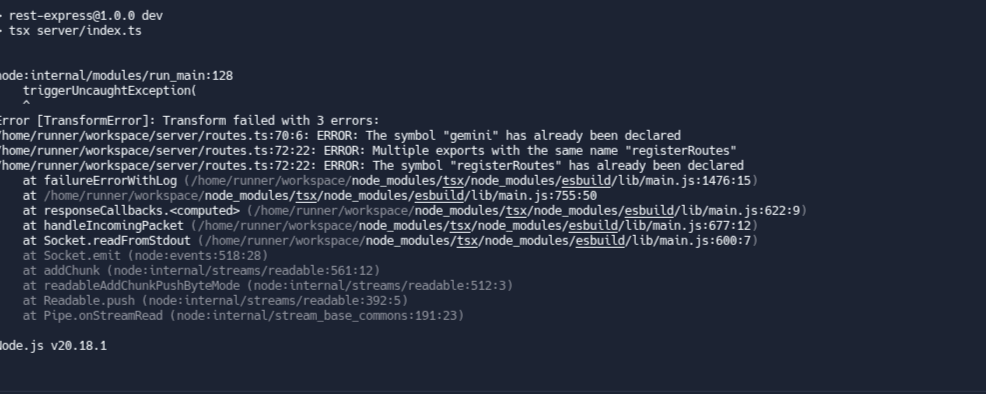 > rest-express@1.0.0 dev
> tsx server/index.ts
node:internal/modules/run_main:128
triggerUncaughtException(
^
Error [TransformError]: Transform failed with 3 errors:
/home/runner/workspace/server/routes.ts:70:6: ERROR: The symbol "gemini" has already been declared
/home/runner/workspace/server/routes.ts:72:22: ERROR: Multiple exports with the same name "registerRoutes"
/home/runner/workspace/server/routes.ts:72:22: ERROR: The symbol "registerRoutes" has already been declared
at failureErrorWithLog (/home/runner/workspace/node_modules/tsx/node_modules/esbuild/lib/main.js:1476:15)
at /home/runner/workspace/node_modules/tsx/node_modules/esbuild/lib/main.js:755:50
at responseCallbacks.<computed> (/home/runner/workspace/node_modules/tsx/node_modules/esbuild/lib/main.js:622:9)
at handleIncomingPacket (/home/runner/workspace/node_modules/tsx/node_modules/esbuild/lib/main.js:677:12)
at Socket.readFromStdout (/home/runner/workspace/node_modules/tsx/node_modules/esbuild/lib/main.js:600:7)
at Socket.emit (node:events:518:28)
at addChunk (node:internal/streams/readable:561:12)
at readableAddChunkPushByteMode (node:internal/streams/readable:512:3)
at Readable.push (node:internal/streams/readable:392:5)
at Pipe.onStreamRead (node:internal/stream_base_commons:191:23)
Node.js v20.18.1